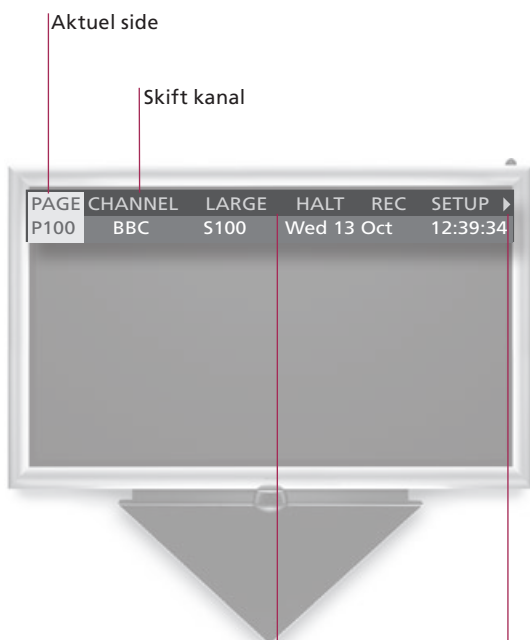 Aktuel side
Skift kanal
PAGE CHANNEL LARGE HALT REC SETUP
P100 BBC S100 Wed 13 Oct 12:39:34